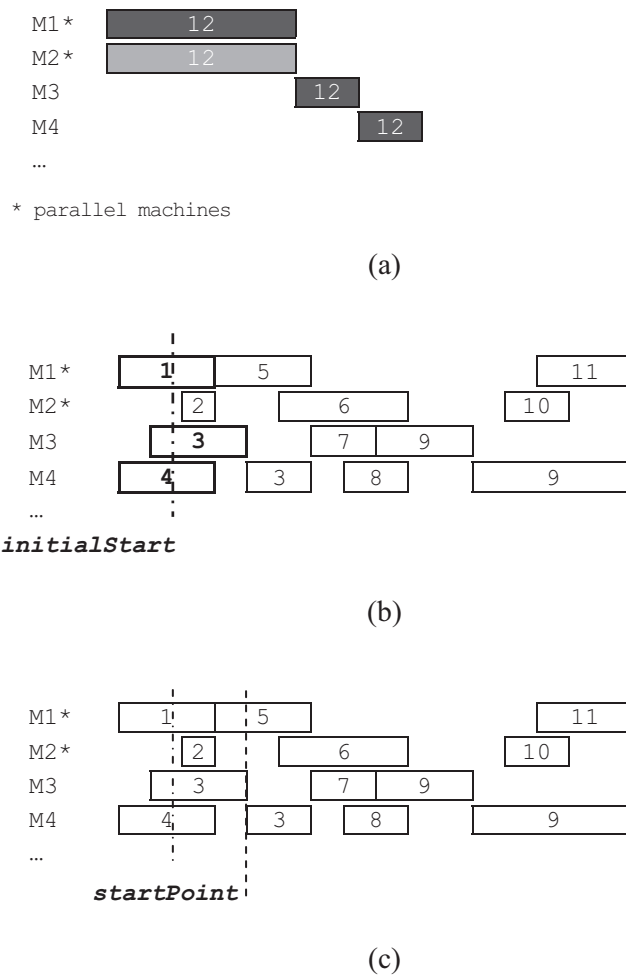 M1* 12
M2* 12
M3 12
M4 12
…
* parallel machines
(a)
M1* 1 5 11
M2* 2 6 10
M3 3 7 9
M4 4 3 8 9
…
initialStart
(b)
M1* 1 5 11
M2* 2 6 10
M3 3 7 9
M4 4 3 8 9
…
startPoint
(c)